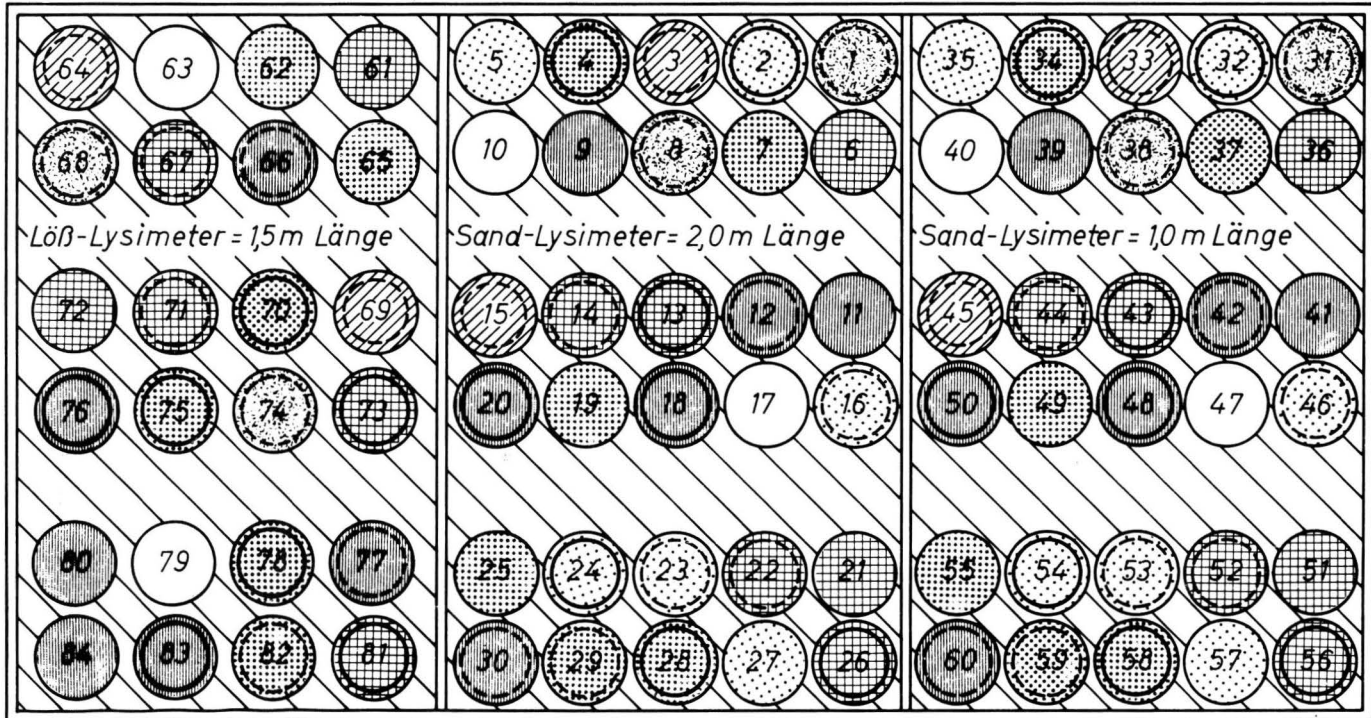 64 63 62 61
68 67 66 65
Löß-Lysimeter = 1,5 m Länge
72 71 70 69
76 75 74 73
80 79 78 77
84 83 82 81
5 4 3 2 1
10 9 8 7 6
Sand-Lysimeter = 2,0 m Länge
15 14 13 12 11
20 19 18 17 16
25 24 23 22 21
30 29 28 27 26
35 34 33 32 31
40 39 38 37 36
Sand-Lysimeter = 1,0 m Länge
45 44 43 42 41
50 49 48 47 46
55 54 53 52 51
60 59 58 57 56